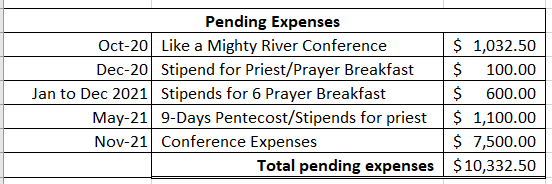 Pending Expenses
Oct-20 Like a Mighty River Conference $ 1,032.50
Dec-20 Stipend for Priest/Prayer Breakfast $ 100.00
Jan to Dec 2021 Stipends for 6 Prayer Breakfast $ 600.00
May-21 9-Days Pentecost/Stipends for priest $ 1,100.00
Nov-21 Conference Expenses $ 7,500.00
Total pending expenses $10,332.50